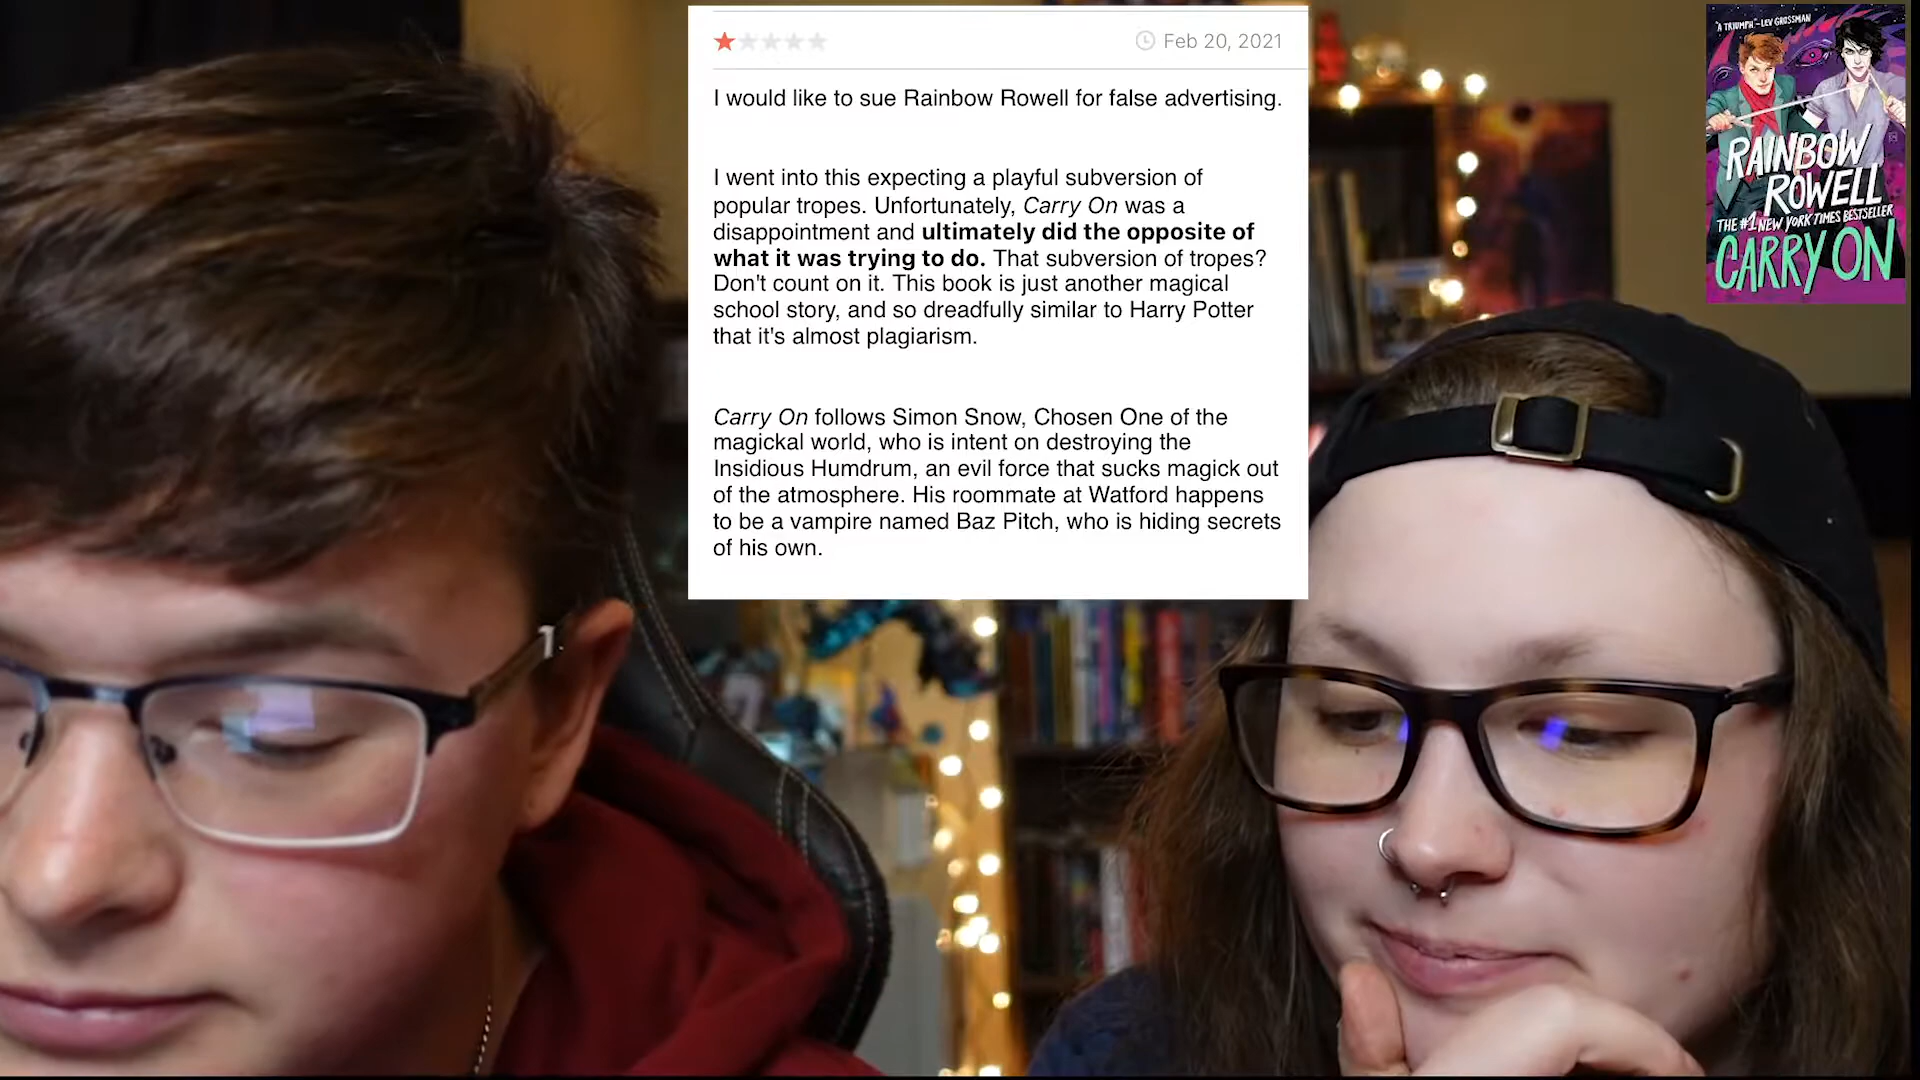 Feb 20, 2021
I would like to sue Rainbow Rowell for false advertising.
I went into this expecting a playful subversion of
popular tropes. Unfortunately, Carry On was a
disappointment and ultimately did the opposite of
what it was trying to do. That subversion of tropes?
Don't count on it. This book is just another magical
school story, and so dreadfully similar to Harry Potter
that it's almost plagiarism.
Carry On follows Simon Snow, Chosen One of the
magickal world, who is intent on destroying the
Insidious Humdrum, an evil force that sucks magick out
of the atmosphere. His roommate at Watford happens
to be a vampire named Baz Pitch, who is hiding secrets
of his own.
"A TRIUMPH" – LEV GROSSMAN
RAINBOW
ROWELL
THE #1 NEW YORK TIMES BESTSELLER
CARRY ON